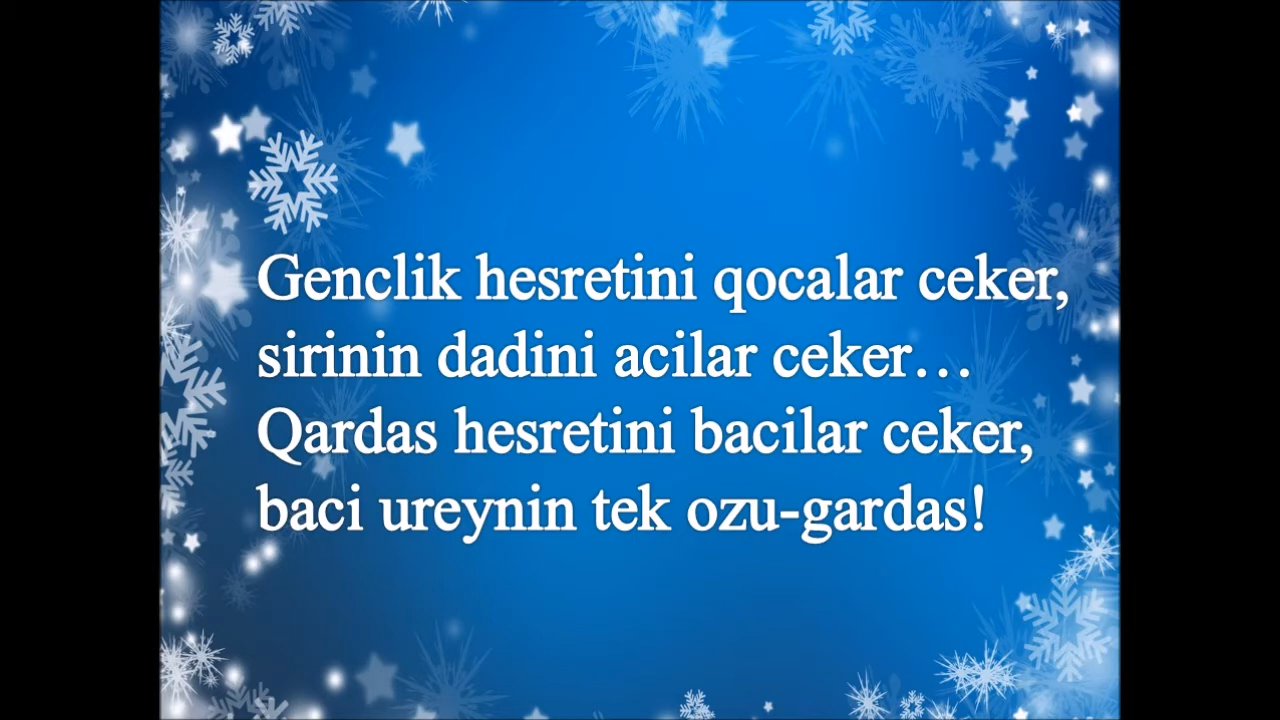 Genclik hesretini qocalar ceker,
sirinin dadini acilar ceker…
Qardas hesretini bacilar ceker,
baci ureynin tek ozu-gardas!